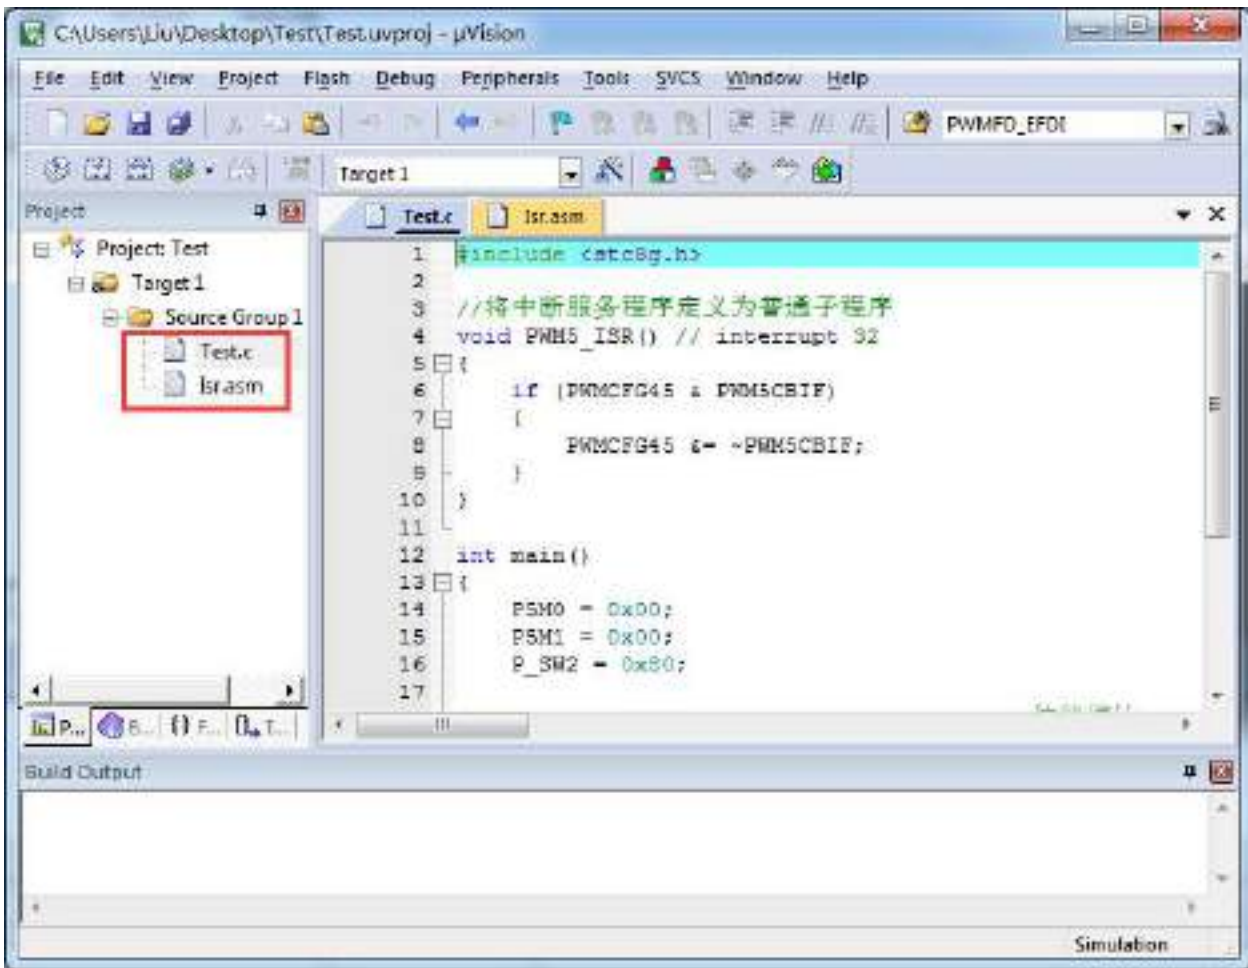 C:\Users\Liu\Desktop\Test\Test.uvproj - µVision
File Edit View Project Flash Debug Peripherals Tools SVCS Window Help
PWMFD_EFDI
Target 1
Project
Test.c
Isr.asm
Project: Test
Target 1
Source Group 1
Test.c
Isr.asm
1 #include <stc8g.h>
2
3 //将中断服务程序定义为普通子程序
4 void PWM5_ISR() // interrupt 32
5 {
6 if (PWMCFG45 & PWM5CBIF)
7 {
8 PWMCFG45 &= ~PWM5CBIF;
9 }
10 }
11
12 int main()
13 {
14 P5M0 = 0x00;
15 P5M1 = 0x00;
16 P_SW2 = 0x80;
17
P... B... {} F... 0 T...
Build Output
Simulation